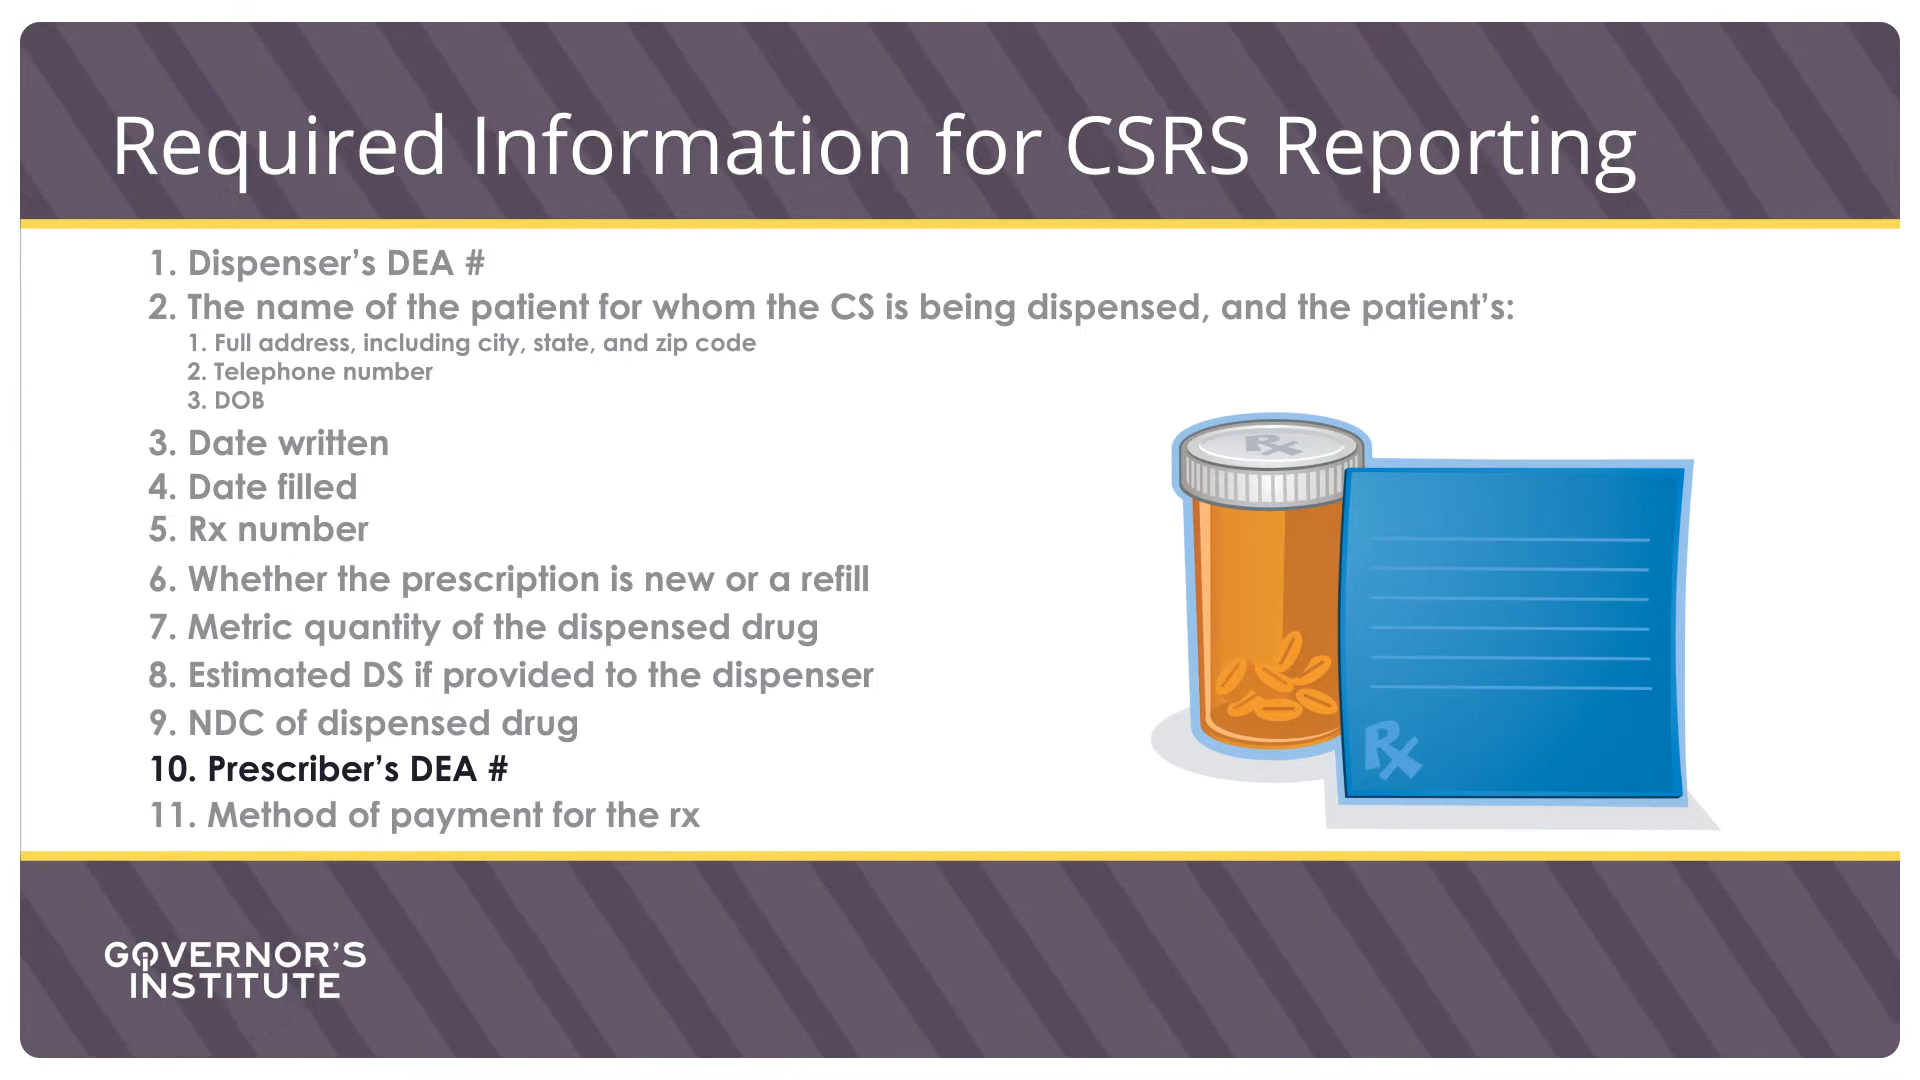 Required Information for CSRS Reporting
1. Dispenser’s DEA #
2. The name of the patient for whom the CS is being dispensed, and the patient’s:
1. Full address, including city, state, and zip code
2. Telephone number
3. DOB
3. Date written
4. Date filled
5. Rx number
6. Whether the prescription is new or a refill
7. Metric quantity of the dispensed drug
8. Estimated DS if provided to the dispenser
9. NDC of dispensed drug
10. Prescriber’s DEA #
11. Method of payment for the rx
Rx
Rx
GOVERNOR’S
INSTITUTE